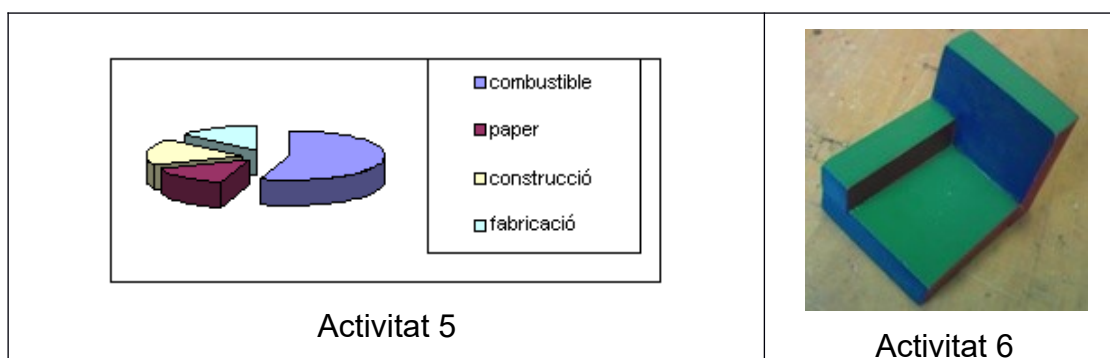 combustible
paper
construcció
fabricació
Activitat 5
Activitat 6